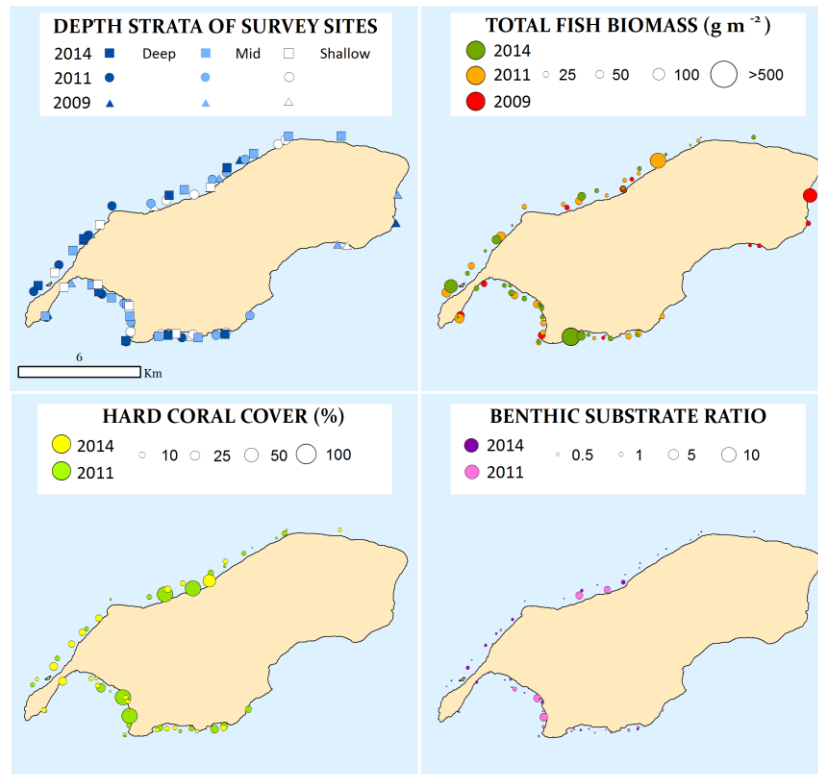 DEPTH STRATA OF SURVEY SITES
2014 Deep Mid Shallow
2011
2009
6
Km
TOTAL FISH BIOMASS (g m ⁻²)
2014
2011 25 50 100 >500
2009
HARD CORAL COVER (%)
2014 10 25 50 100
2011
BENTHIC SUBSTRATE RATIO
2014 0.5 1 5 10
2011